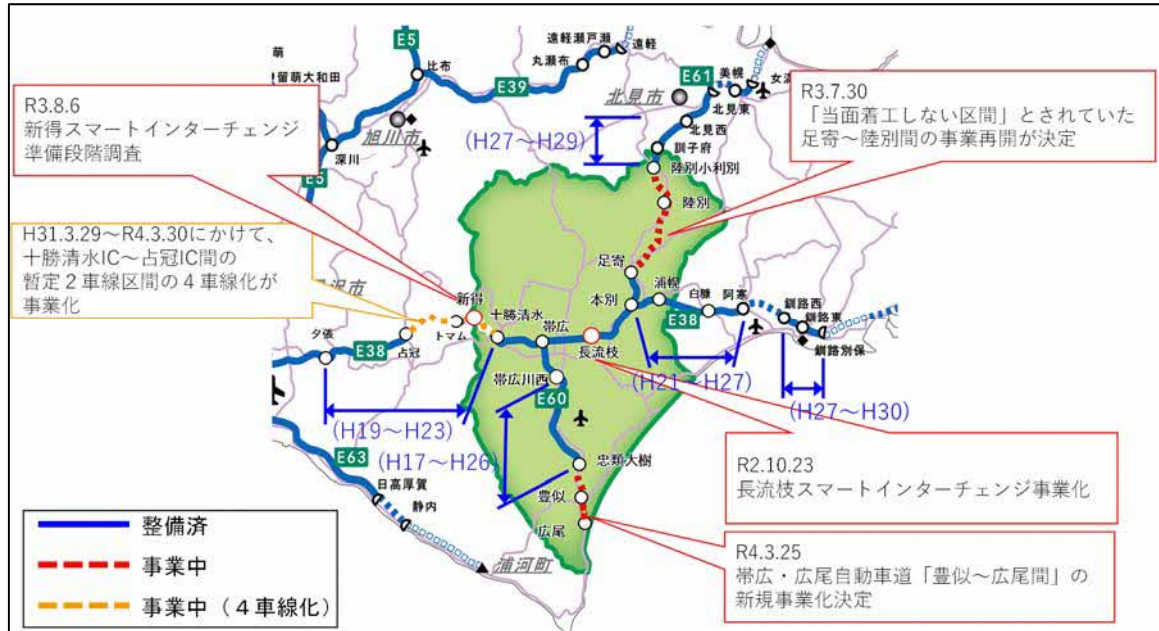 E5
萌
留萌大和田
比布
遠軽瀬戸瀬
丸瀬布
遠軽
E39
E61
美幌
女満
北見市
北見東
北見西
訓子府
陸別小利別
旭川市
深川
E5
R3.8.6
新得スマートインターチェンジ
準備段階調査
R3.7.30
「当面着工しない区間」とされていた
足寄～陸別間の事業再開が決定
(H27～H29)
陸別
H31.3.29～R4.3.30にかけて、
十勝清水IC～占冠IC間の
暫定２車線区間の４車線化が
事業化
沢市
足寄
新得
十勝清水
トマム
占冠
夕張
E38
帯広
本別
浦幌
白糠
阿寒
釧路西
釧路東
釧路別保
E38
長流枝
帯広川西
E60
(H21～H27)
(H27～H30)
(H19～H23)
(H17～H26)
E63
日高厚賀
静内
忠類大樹
豊似
広尾
浦河町
R2.10.23
長流枝スマートインターチェンジ事業化
R4.3.25
帯広・広尾自動車道「豊似～広尾間」の
新規事業化決定
整備済
事業中
事業中（４車線化）